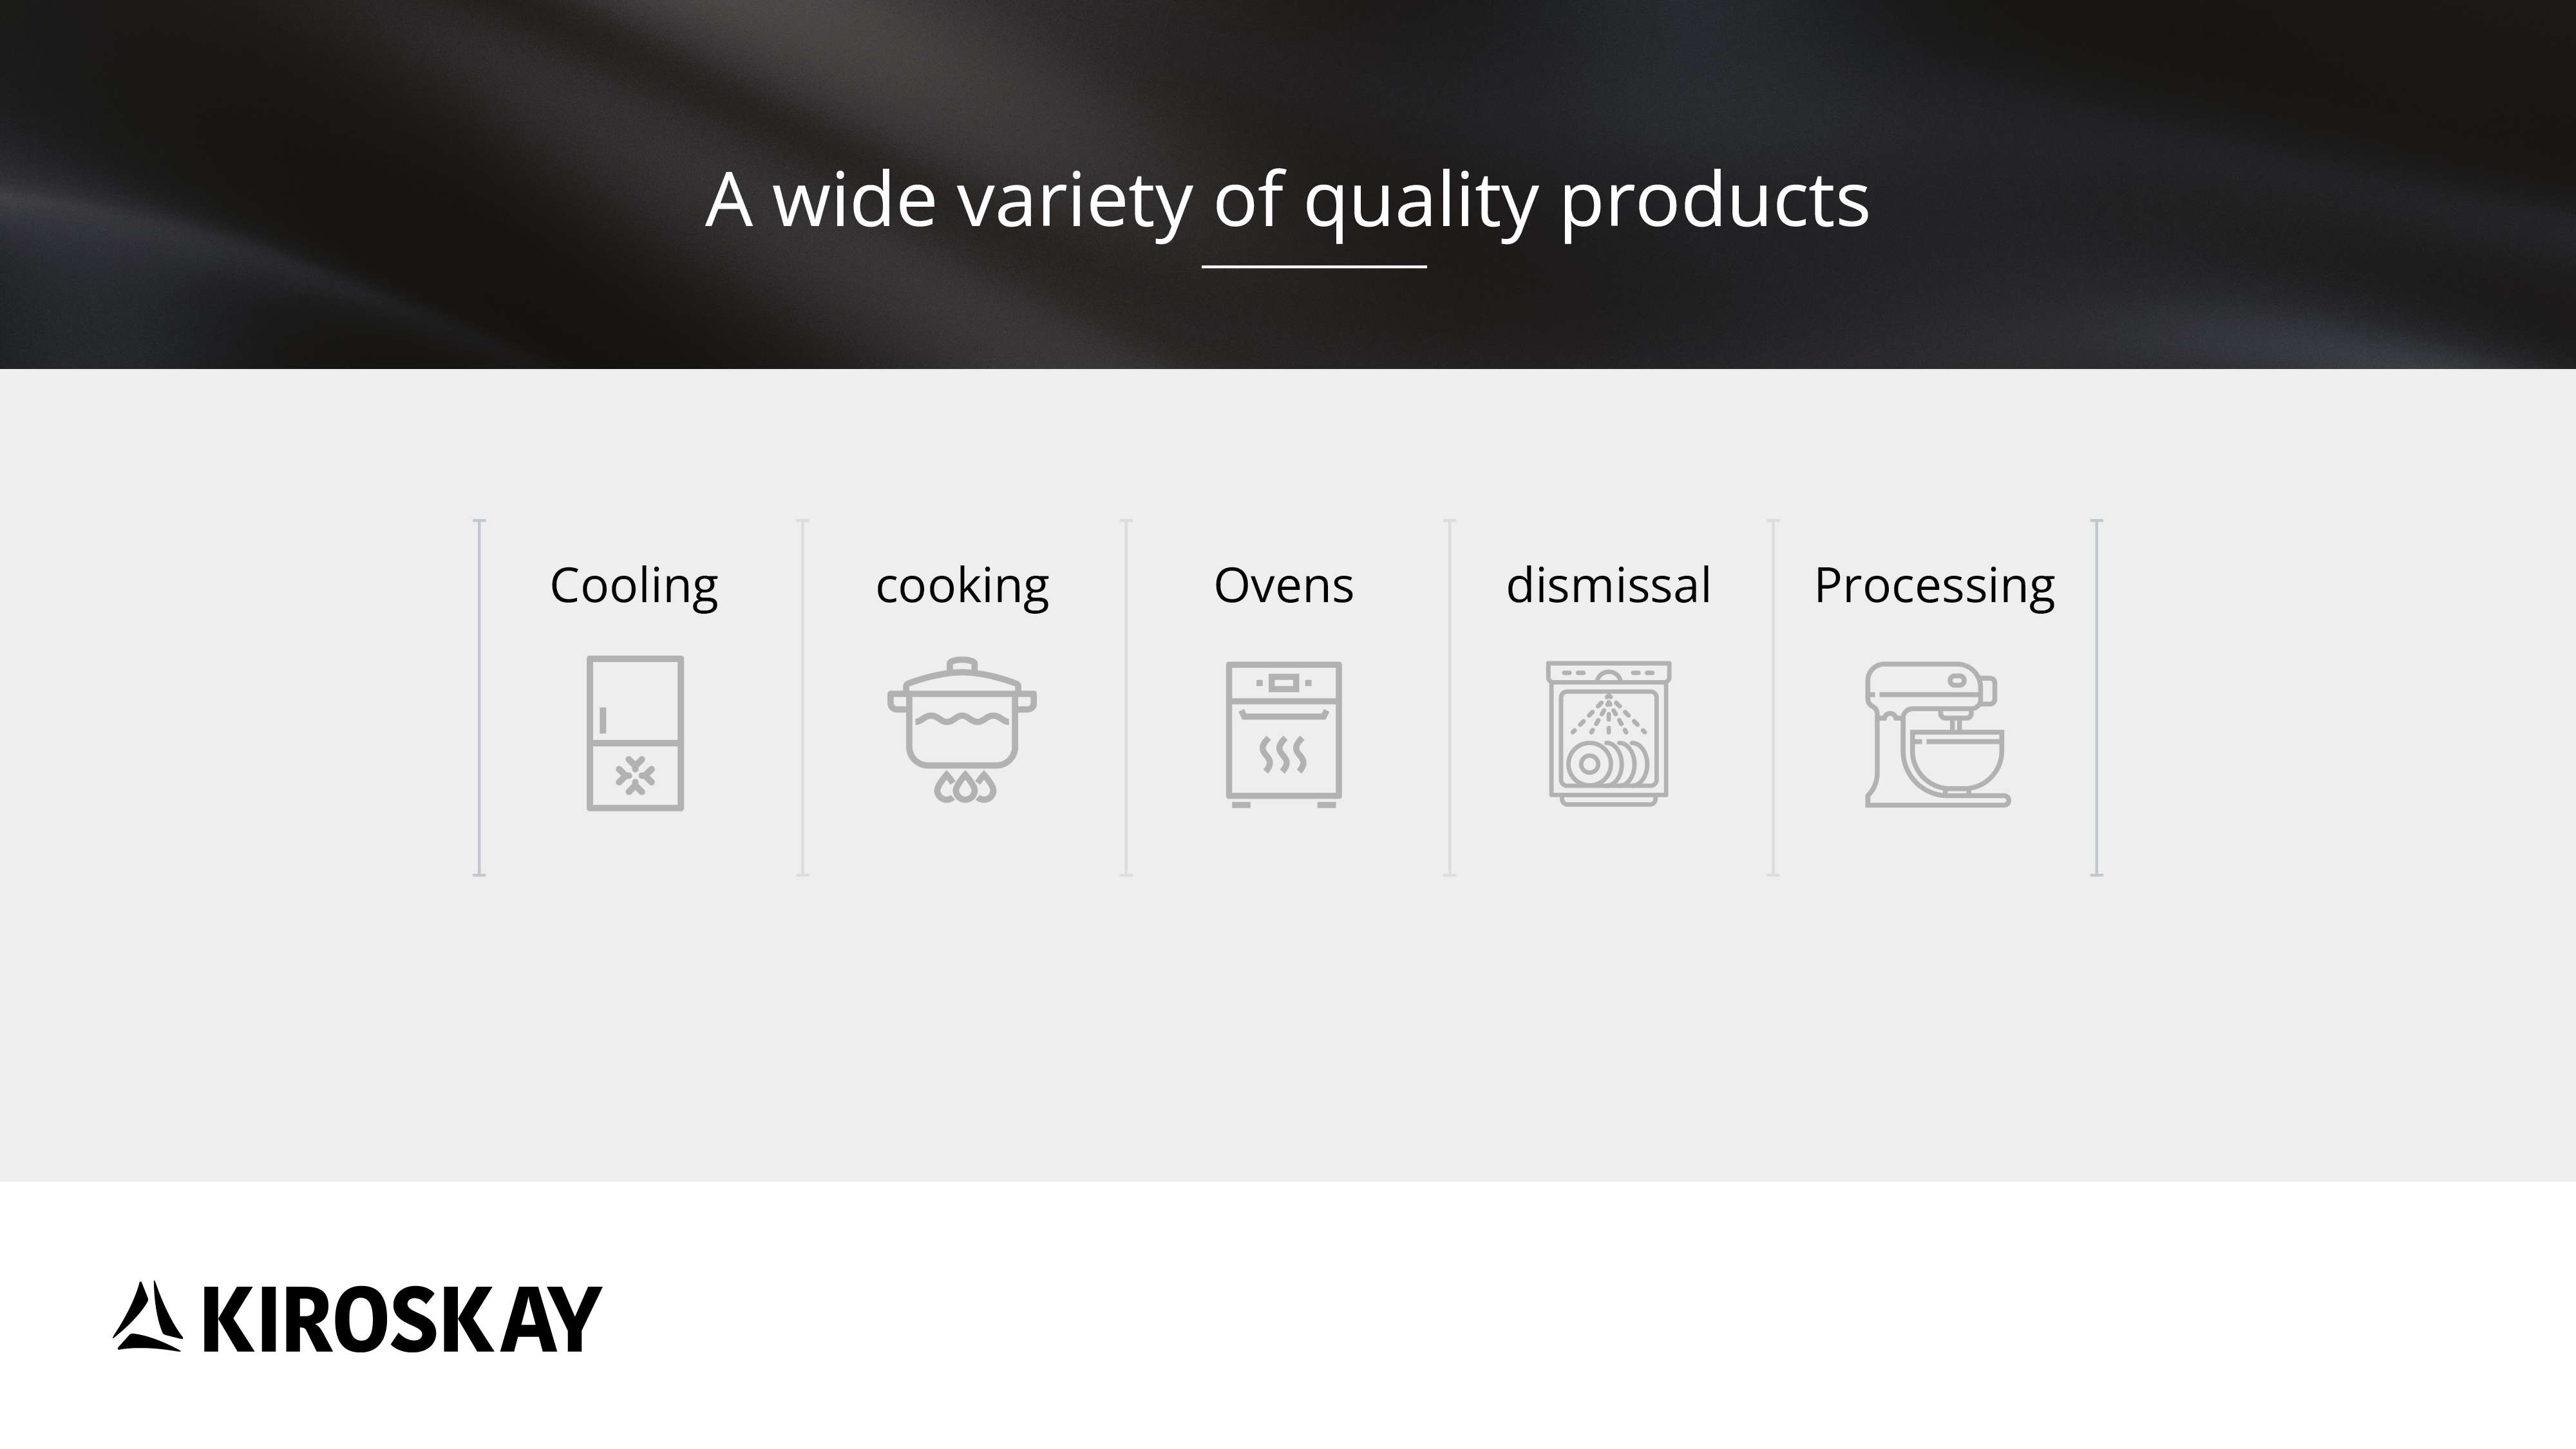 A wide variety of quality products
Cooling
cooking
Ovens
dismissal
Processing
KIROSKAY